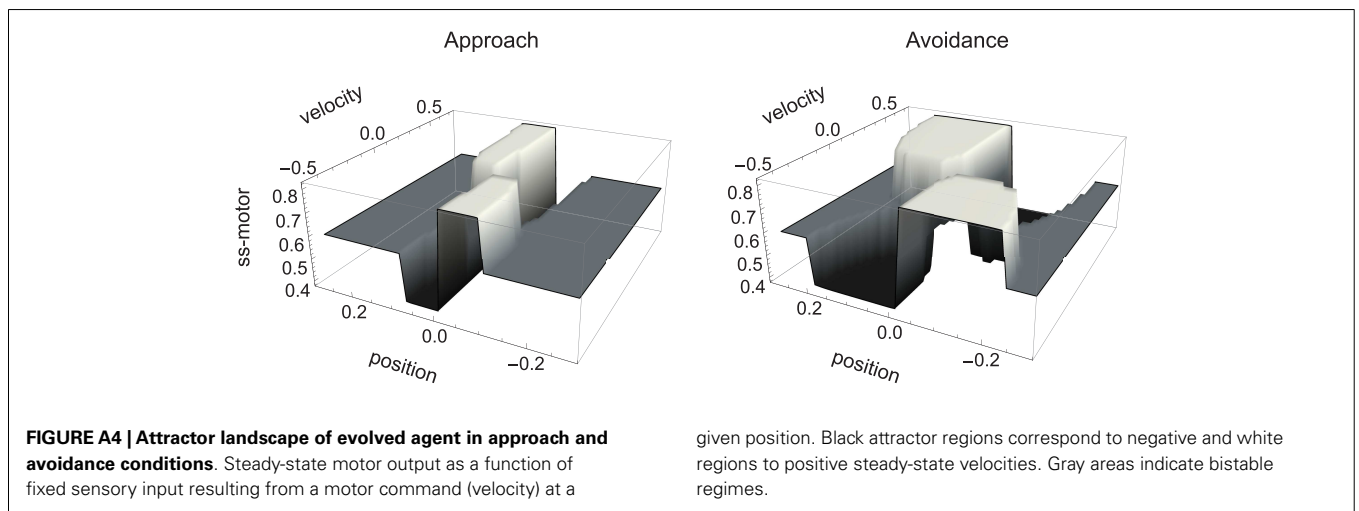 Approach
velocity
0.5
0.0
−0.5
0.8
0.7
0.6
0.5
0.4
ss-motor
0.2
0.0
−0.2
position
Avoidance
velocity
0.5
0.0
−0.5
0.8
0.7
0.6
0.5
0.4
0.2
0.0
−0.2
position
FIGURE A4 | Attractor landscape of evolved agent in approach and
avoidance conditions. Steady-state motor output as a function of
fixed sensory input resulting from a motor command (velocity) at a
given position. Black attractor regions correspond to negative and white
regions to positive steady-state velocities. Gray areas indicate bistable
regimes.